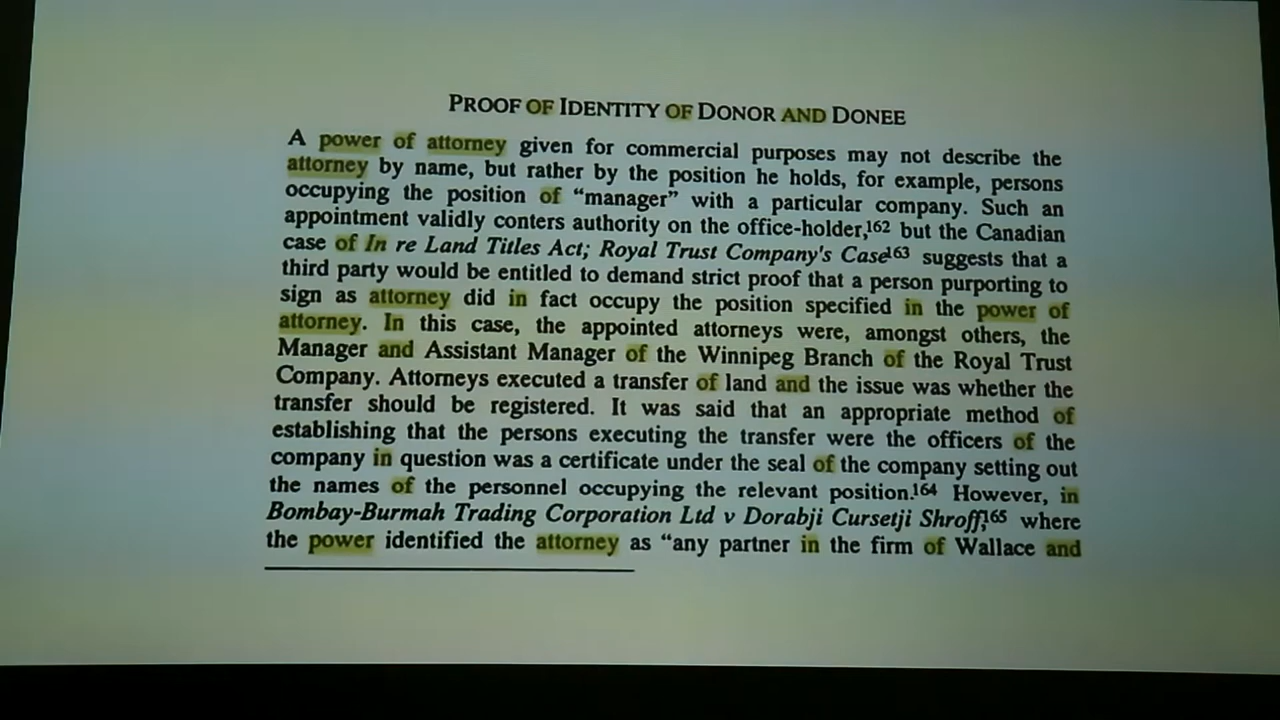 PROOF OF IDENTITY OF DONOR AND DONEE
A power of attorney given for commercial purposes may not describe the
attorney by name, but rather by the position he holds, for example, persons
occupying the position of “manager” with a particular company. Such an
appointment validly conters authority on the office-holder,162 but the Canadian
case of In re Land Titles Act; Royal Trust Company's Case163 suggests that a
third party would be entitled to demand strict proof that a person purporting to
sign as attorney did in fact occupy the position specified in the power of
attorney. In this case, the appointed attorneys were, amongst others, the
Manager and Assistant Manager of the Winnipeg Branch of the Royal Trust
Company. Attorneys executed a transfer of land and the issue was whether the
transfer should be registered. It was said that an appropriate method of
establishing that the persons executing the transfer were the officers of the
company in question was a certificate under the seal of the company setting out
the names of the personnel occupying the relevant position.164 However, in
Bombay-Burmah Trading Corporation Ltd v Dorabji Cursetji Shroff,165 where
the power identified the attorney as “any partner in the firm of Wallace and